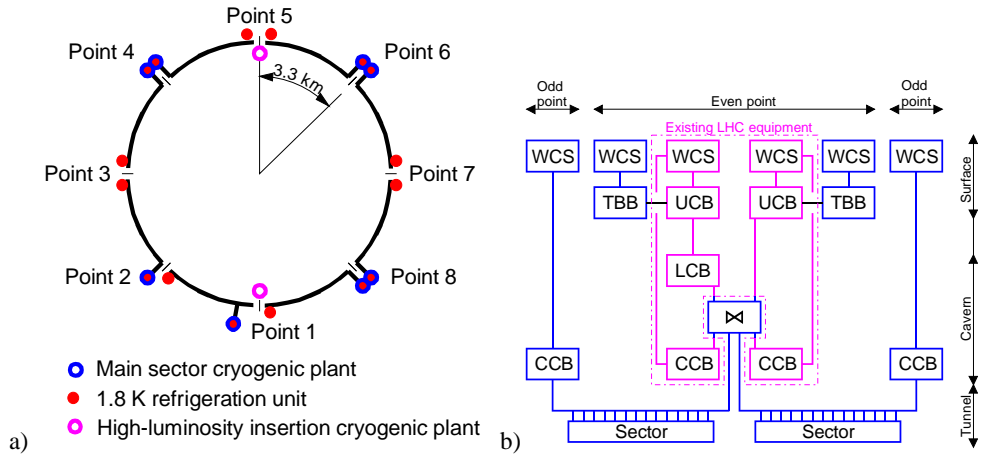 Point 5
Point 4
Point 6
3.3 km
Point 3
Point 7
Point 2
Point 8
Point 1
Main sector cryogenic plant
1.8 K refrigeration unit
High-luminosity insertion cryogenic plant
a)
Odd point
Even point
Odd point
Existing LHC equipment
WCS
WCS
WCS
WCS
WCS
WCS
TBB
UCB
UCB
TBB
LCB
CCB
CCB
CCB
CCB
Sector
Sector
Surface
Cavern
Tunnel
b)